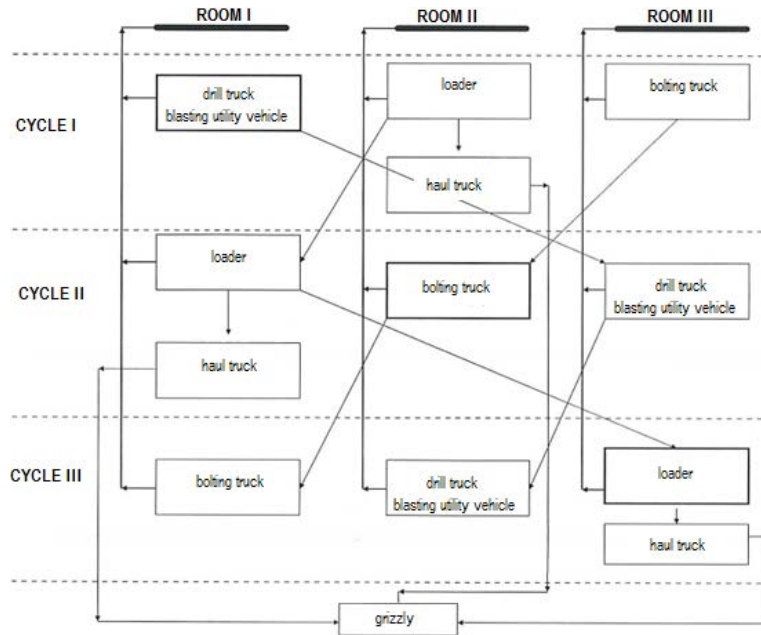 ROOM I
ROOM II
ROOM III
CYCLE I
drill truck
blasting utility vehicle
loader
bolting truck
haul truck
CYCLE II
loader
bolting truck
drill truck
blasting utility vehicle
haul truck
CYCLE III
bolting truck
drill truck
blasting utility vehicle
loader
haul truck
grizzly